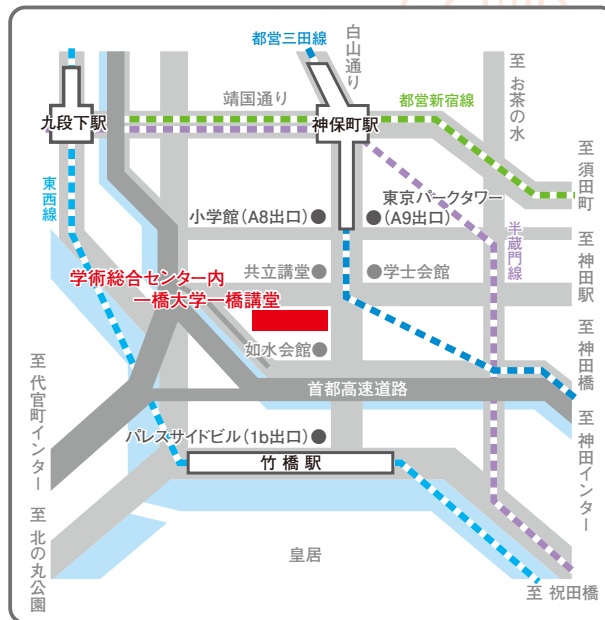 都営三田線
白山通り
至 お茶の水
靖国通り
都営新宿線
九段下駅
神保町駅
至 須田町
東西線
小学館(A8出口)●
東京パークタワー
●(A9出口)
半蔵門線
至 神田駅
学術総合センター内
一橋大学一橋講堂
共立講堂●
●学士会館
如水会館●
至 神田橋
至 代官町インター
首都高速道路
至 神田インター
パレスサイドビル(1b出口)●
竹橋駅
至 北の丸公園
皇居
至 祝田橋